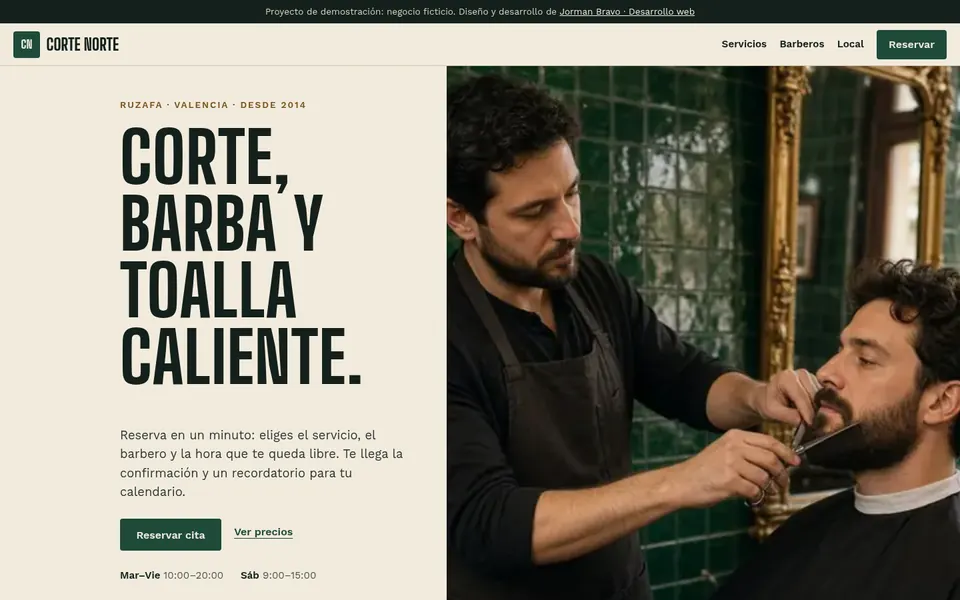 Proyecto de demostración: negocio ficticio. Diseño y desarrollo de Jorman Bravo · Desarrollo web
CN CORTE NORTE
Servicios Barberos Local Reservar
RUZAFA · VALENCIA · DESDE 2014
CORTE,
BARBA Y
TOALLA
CALIENTE.
Reserva en un minuto: eliges el servicio, el
barbero y la hora que te queda libre. Te llega la
confirmación y un recordatorio para tu
calendario.
Reservar cita Ver precios
Mar–Vie 10:00–20:00 Sáb 9:00–15:00